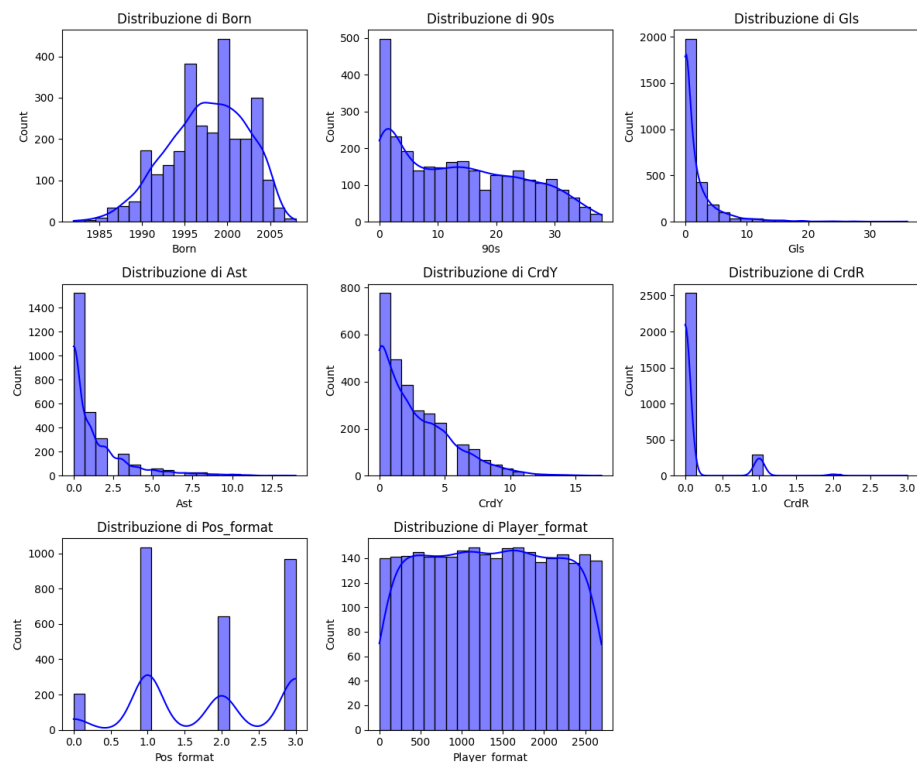 Distribuzione di Born
Count
400
300
200
100
0
1985 1990 1995 2000 2005
Born
Distribuzione di 90s
Count
500
400
300
200
100
0
0 10 20 30
90s
Distribuzione di Gls
Count
2000
1500
1000
500
0
0 10 20 30
Gls
Distribuzione di Ast
Count
1400
1200
1000
800
600
400
200
0
0.0 2.5 5.0 7.5 10.0 12.5
Ast
Distribuzione di CrdY
Count
800
600
400
200
0
0 5 10 15
CrdY
Distribuzione di CrdR
Count
2500
2000
1500
1000
500
0
0.0 0.5 1.0 1.5 2.0 2.5 3.0
CrdR
Distribuzione di Pos_format
Count
1000
800
600
400
200
0
0.0 0.5 1.0 1.5 2.0 2.5 3.0
Pos_format
Distribuzione di Player_format
Count
140
120
100
80
60
40
20
0
0 500 1000 1500 2000 2500
Player_format